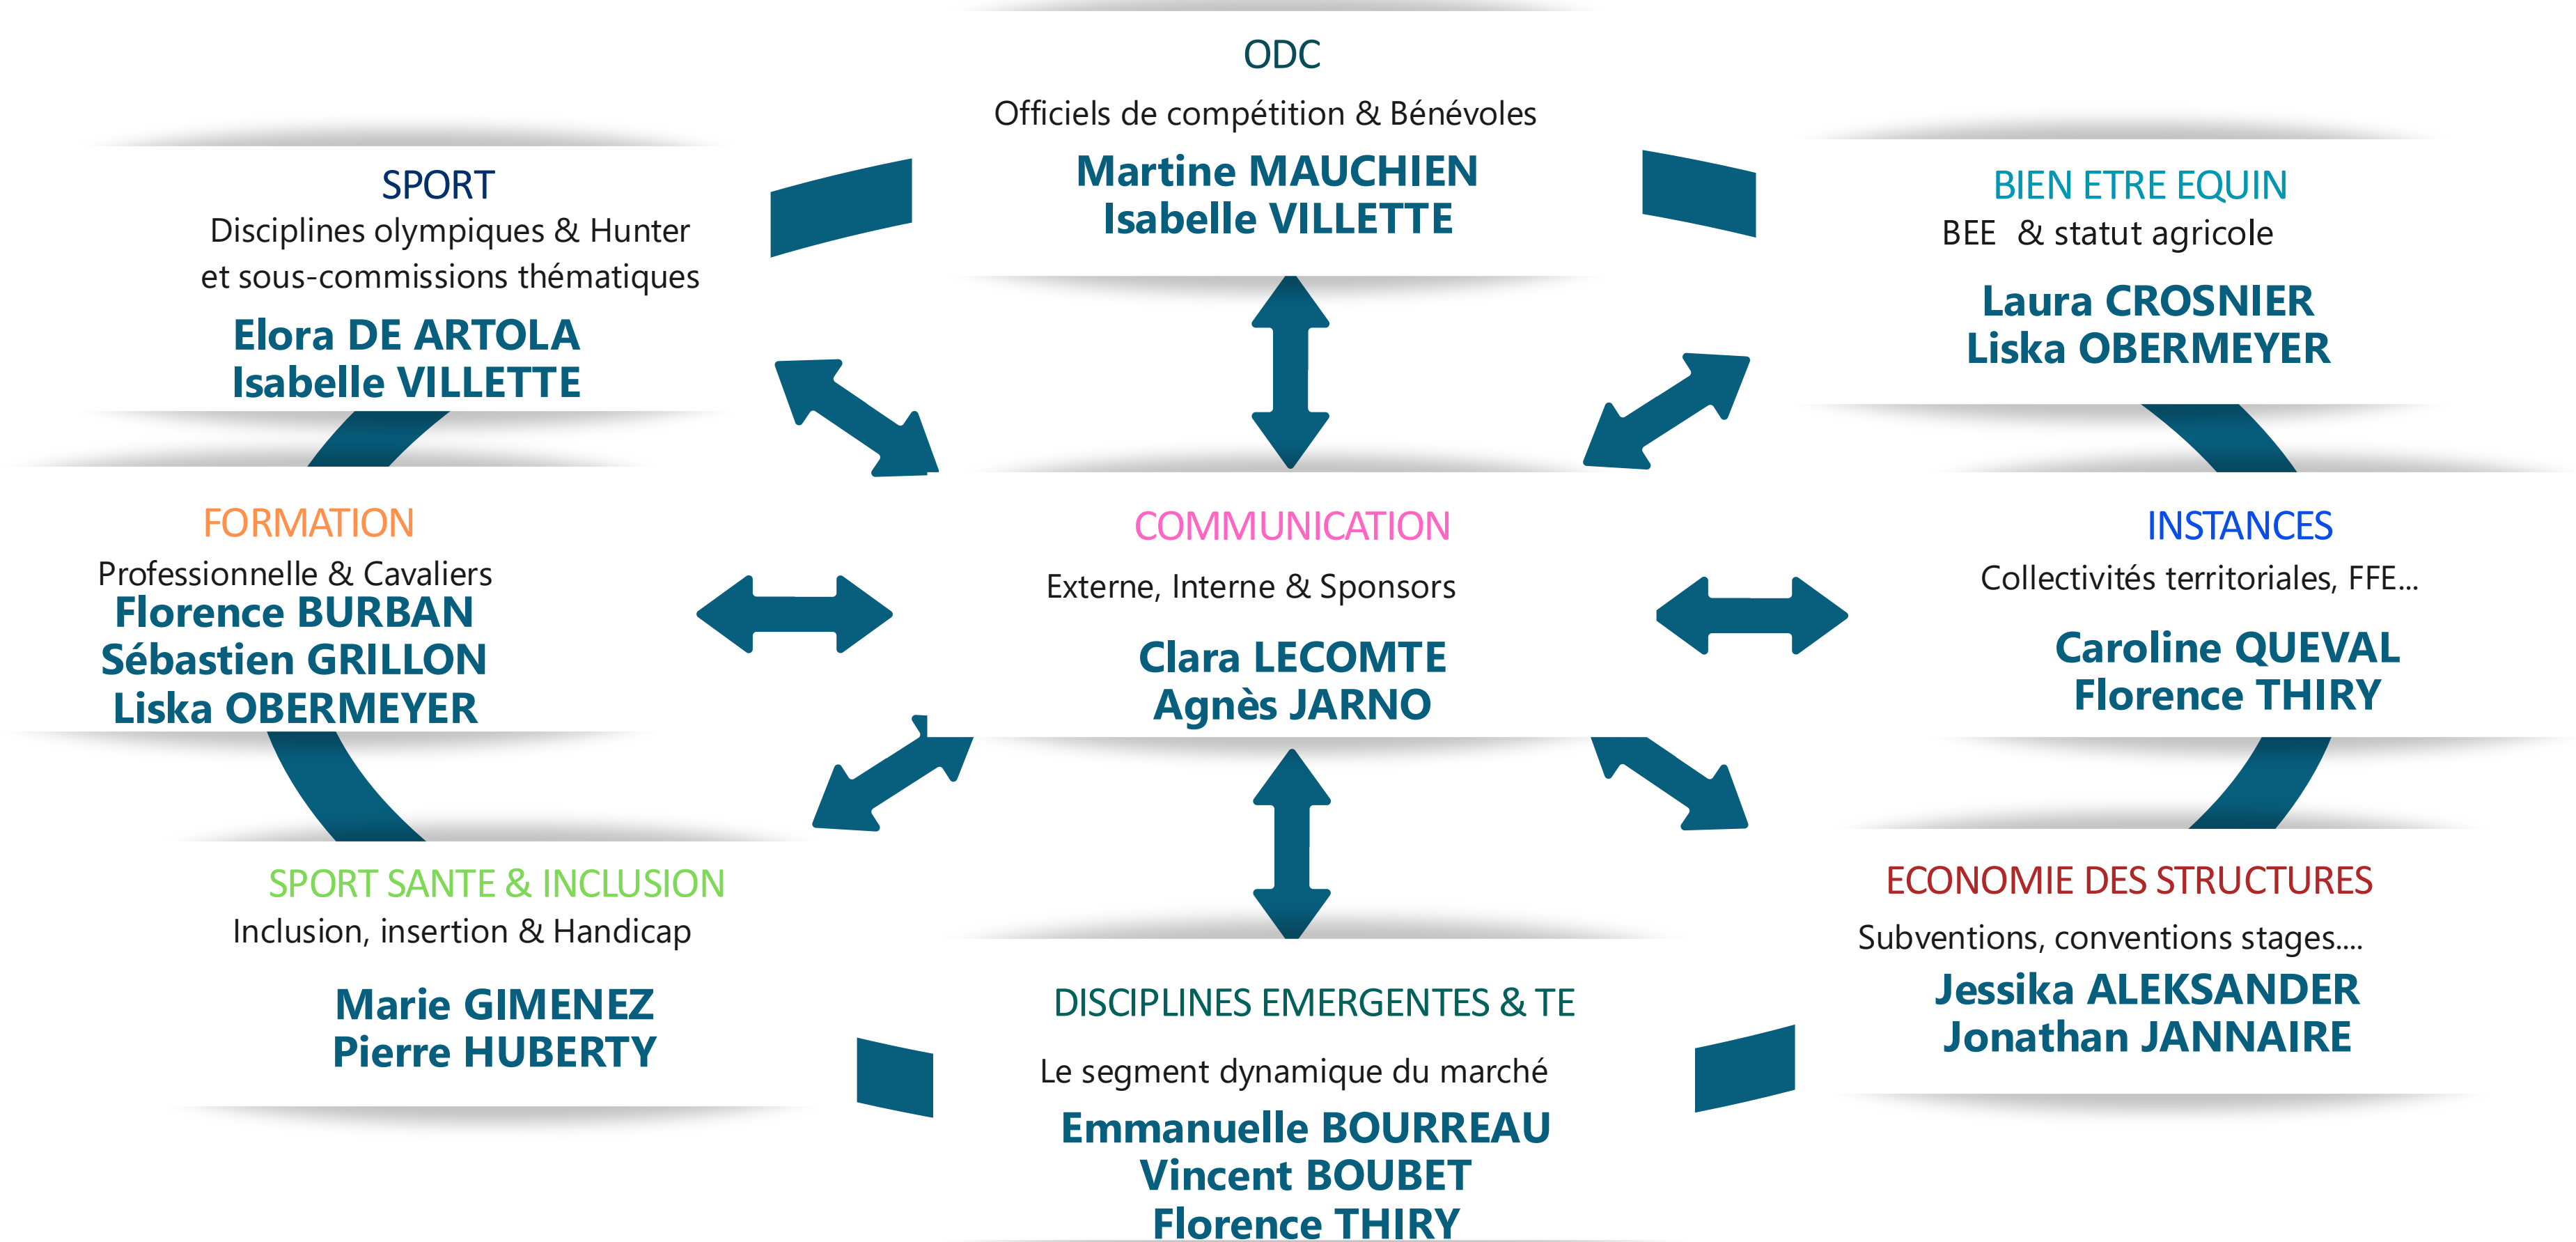 ODC
Officiels de compétition & Bénévoles
Martine MAUCHIEN
Isabelle VILLETTE
SPORT
Disciplines olympiques & Hunter
et sous-commissions thématiques
Elora DE ARTOLA
Isabelle VILLETTE
BIEN ETRE EQUIN
BEE & statut agricole
Laura CROSNIER
Liska OBERMEYER
FORMATION
Professionnelle & Cavaliers
Florence BURBAN
Sébastien GRILLON
Liska OBERMEYER
COMMUNICATION
Externe, Interne & Sponsors
Clara LECOMTE
Agnès JARNO
INSTANCES
Collectivités territoriales, FFE...
Caroline QUEVAL
Florence THIRY
SPORT SANTE & INCLUSION
Inclusion, insertion & Handicap
Marie GIMENEZ
Pierre HUBERTY
DISCIPLINES EMERGENTES & TE
Le segment dynamique du marché
Emmanuelle BOURREAU
Vincent BOUBET
Florence THIRY
ECONOMIE DES STRUCTURES
Subventions, conventions stages....
Jessika ALEKSANDER
Jonathan JANNAIRE